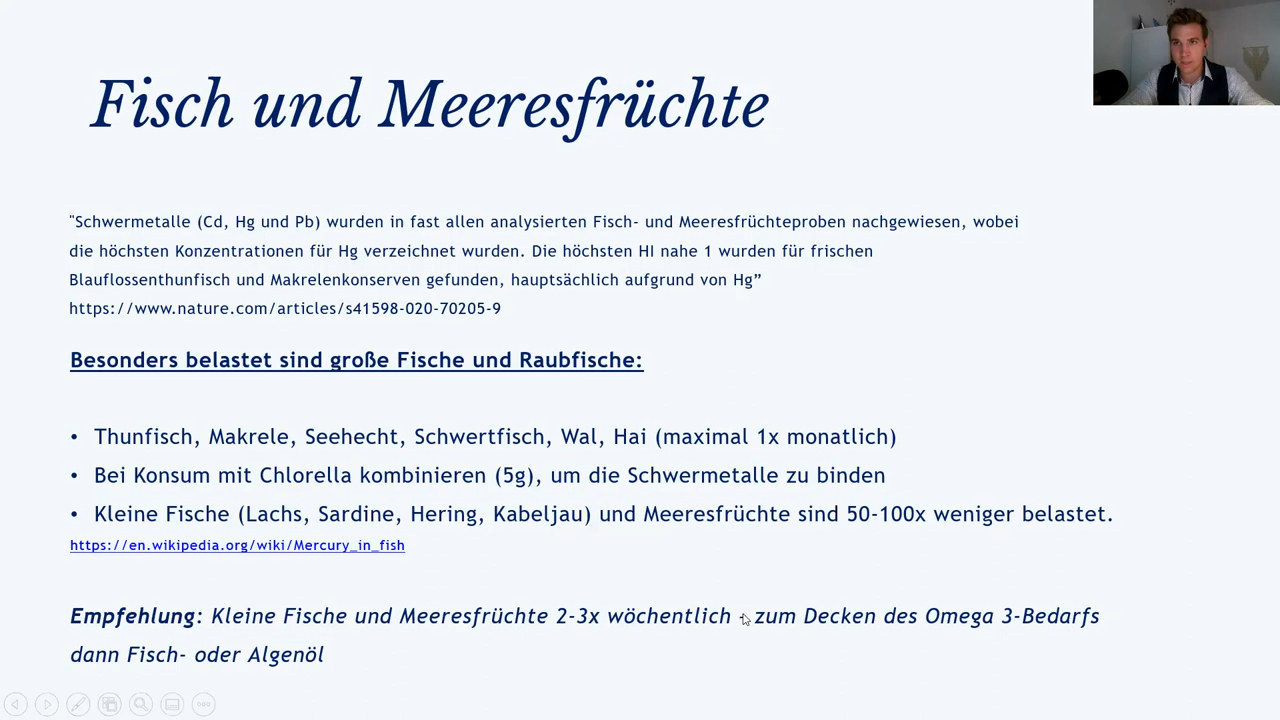 Fisch und Meeresfrüchte
"Schwermetalle (Cd, Hg und Pb) wurden in fast allen analysierten Fisch- und Meeresfrüchteproben nachgewiesen, wobei
die höchsten Konzentrationen für Hg verzeichnet wurden. Die höchsten HI nahe 1 wurden für frischen
Blauflossenthunfisch und Makrelenkonserven gefunden, hauptsächlich aufgrund von Hg”
https://www.nature.com/articles/s41598-020-70205-9
Besonders belastet sind große Fische und Raubfische:
• Thunfisch, Makrele, Seehecht, Schwertfisch, Wal, Hai (maximal 1x monatlich)
• Bei Konsum mit Chlorella kombinieren (5g), um die Schwermetalle zu binden
• Kleine Fische (Lachs, Sardine, Hering, Kabeljau) und Meeresfrüchte sind 50-100x weniger belastet.
https://en.wikipedia.org/wiki/Mercury_in_fish
Empfehlung: Kleine Fische und Meeresfrüchte 2-3x wöchentlich - zum Decken des Omega 3-Bedarfs
dann Fisch- oder Algenöl